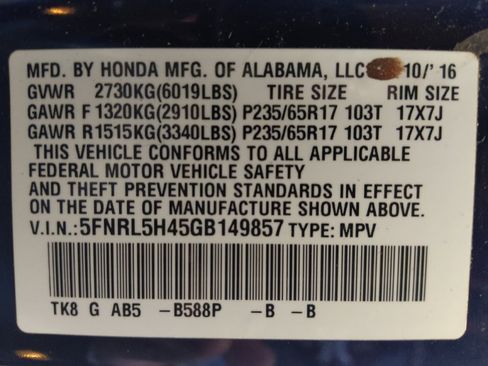 MFD. BY HONDA MFG. OF ALABAMA, LLC 10/'16
GVWR 2730KG(6019LBS) TIRE SIZE RIM SIZE
GAWR F 1320KG(2910LBS) P235/65R17 103T 17X7J
GAWR R1515KG(3340LBS) P235/65R17 103T 17X7J
THIS VEHICLE CONFORMS TO ALL APPLICABLE
FEDERAL MOTOR VEHICLE SAFETY
AND THEFT PREVENTION STANDARDS IN EFFECT
ON THE DATE OF MANUFACTURE SHOWN ABOVE.
V.I.N.:5FNRL5H45GB149857 TYPE: MPV
TK8 G AB5 -B588P -B -B